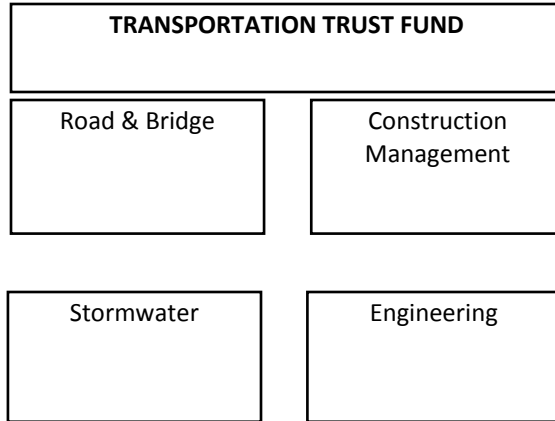 TRANSPORTATION TRUST FUND
Road & Bridge
Construction
Management
Stormwater
Engineering